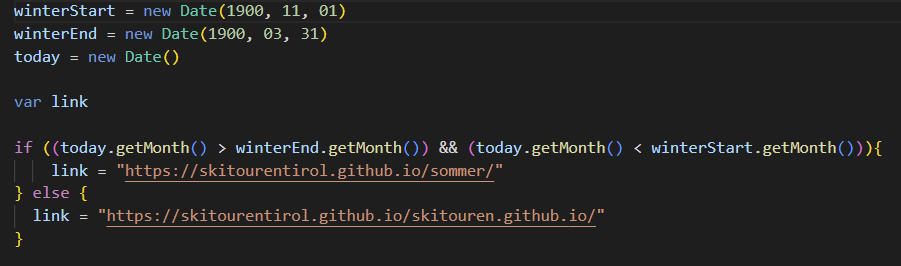 winterStart = new Date(1900, 11, 01)
winterEnd = new Date(1900, 03, 31)
today = new Date()
var link
if ((today.getMonth() > winterEnd.getMonth()) && (today.getMonth() < winterStart.getMonth())){
link = "https://skitourentirol.github.io/sommer/"
} else {
link = "https://skitourentirol.github.io/skitouren.github.io/"
}